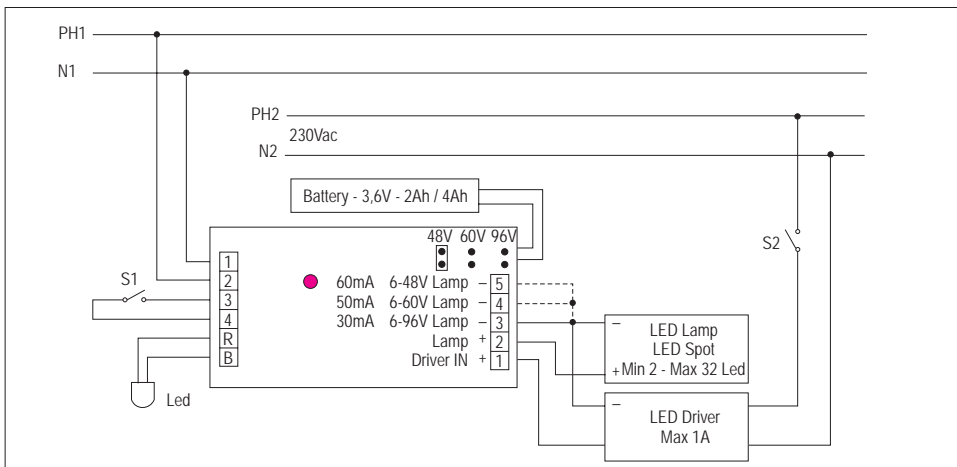 PH1
N1
PH2
230Vac
N2
Battery - 3,6V - 2Ah / 4Ah
48V 60V 96V
1
2
3
4
R
B
S1
Led
60mA 6-48V Lamp – 5
50mA 6-60V Lamp – 4
30mA 6-96V Lamp – 3
Lamp + 2
Driver IN + 1
S2
–
LED Lamp
LED Spot
+ Min 2 - Max 32 Led
–
LED Driver
Max 1A